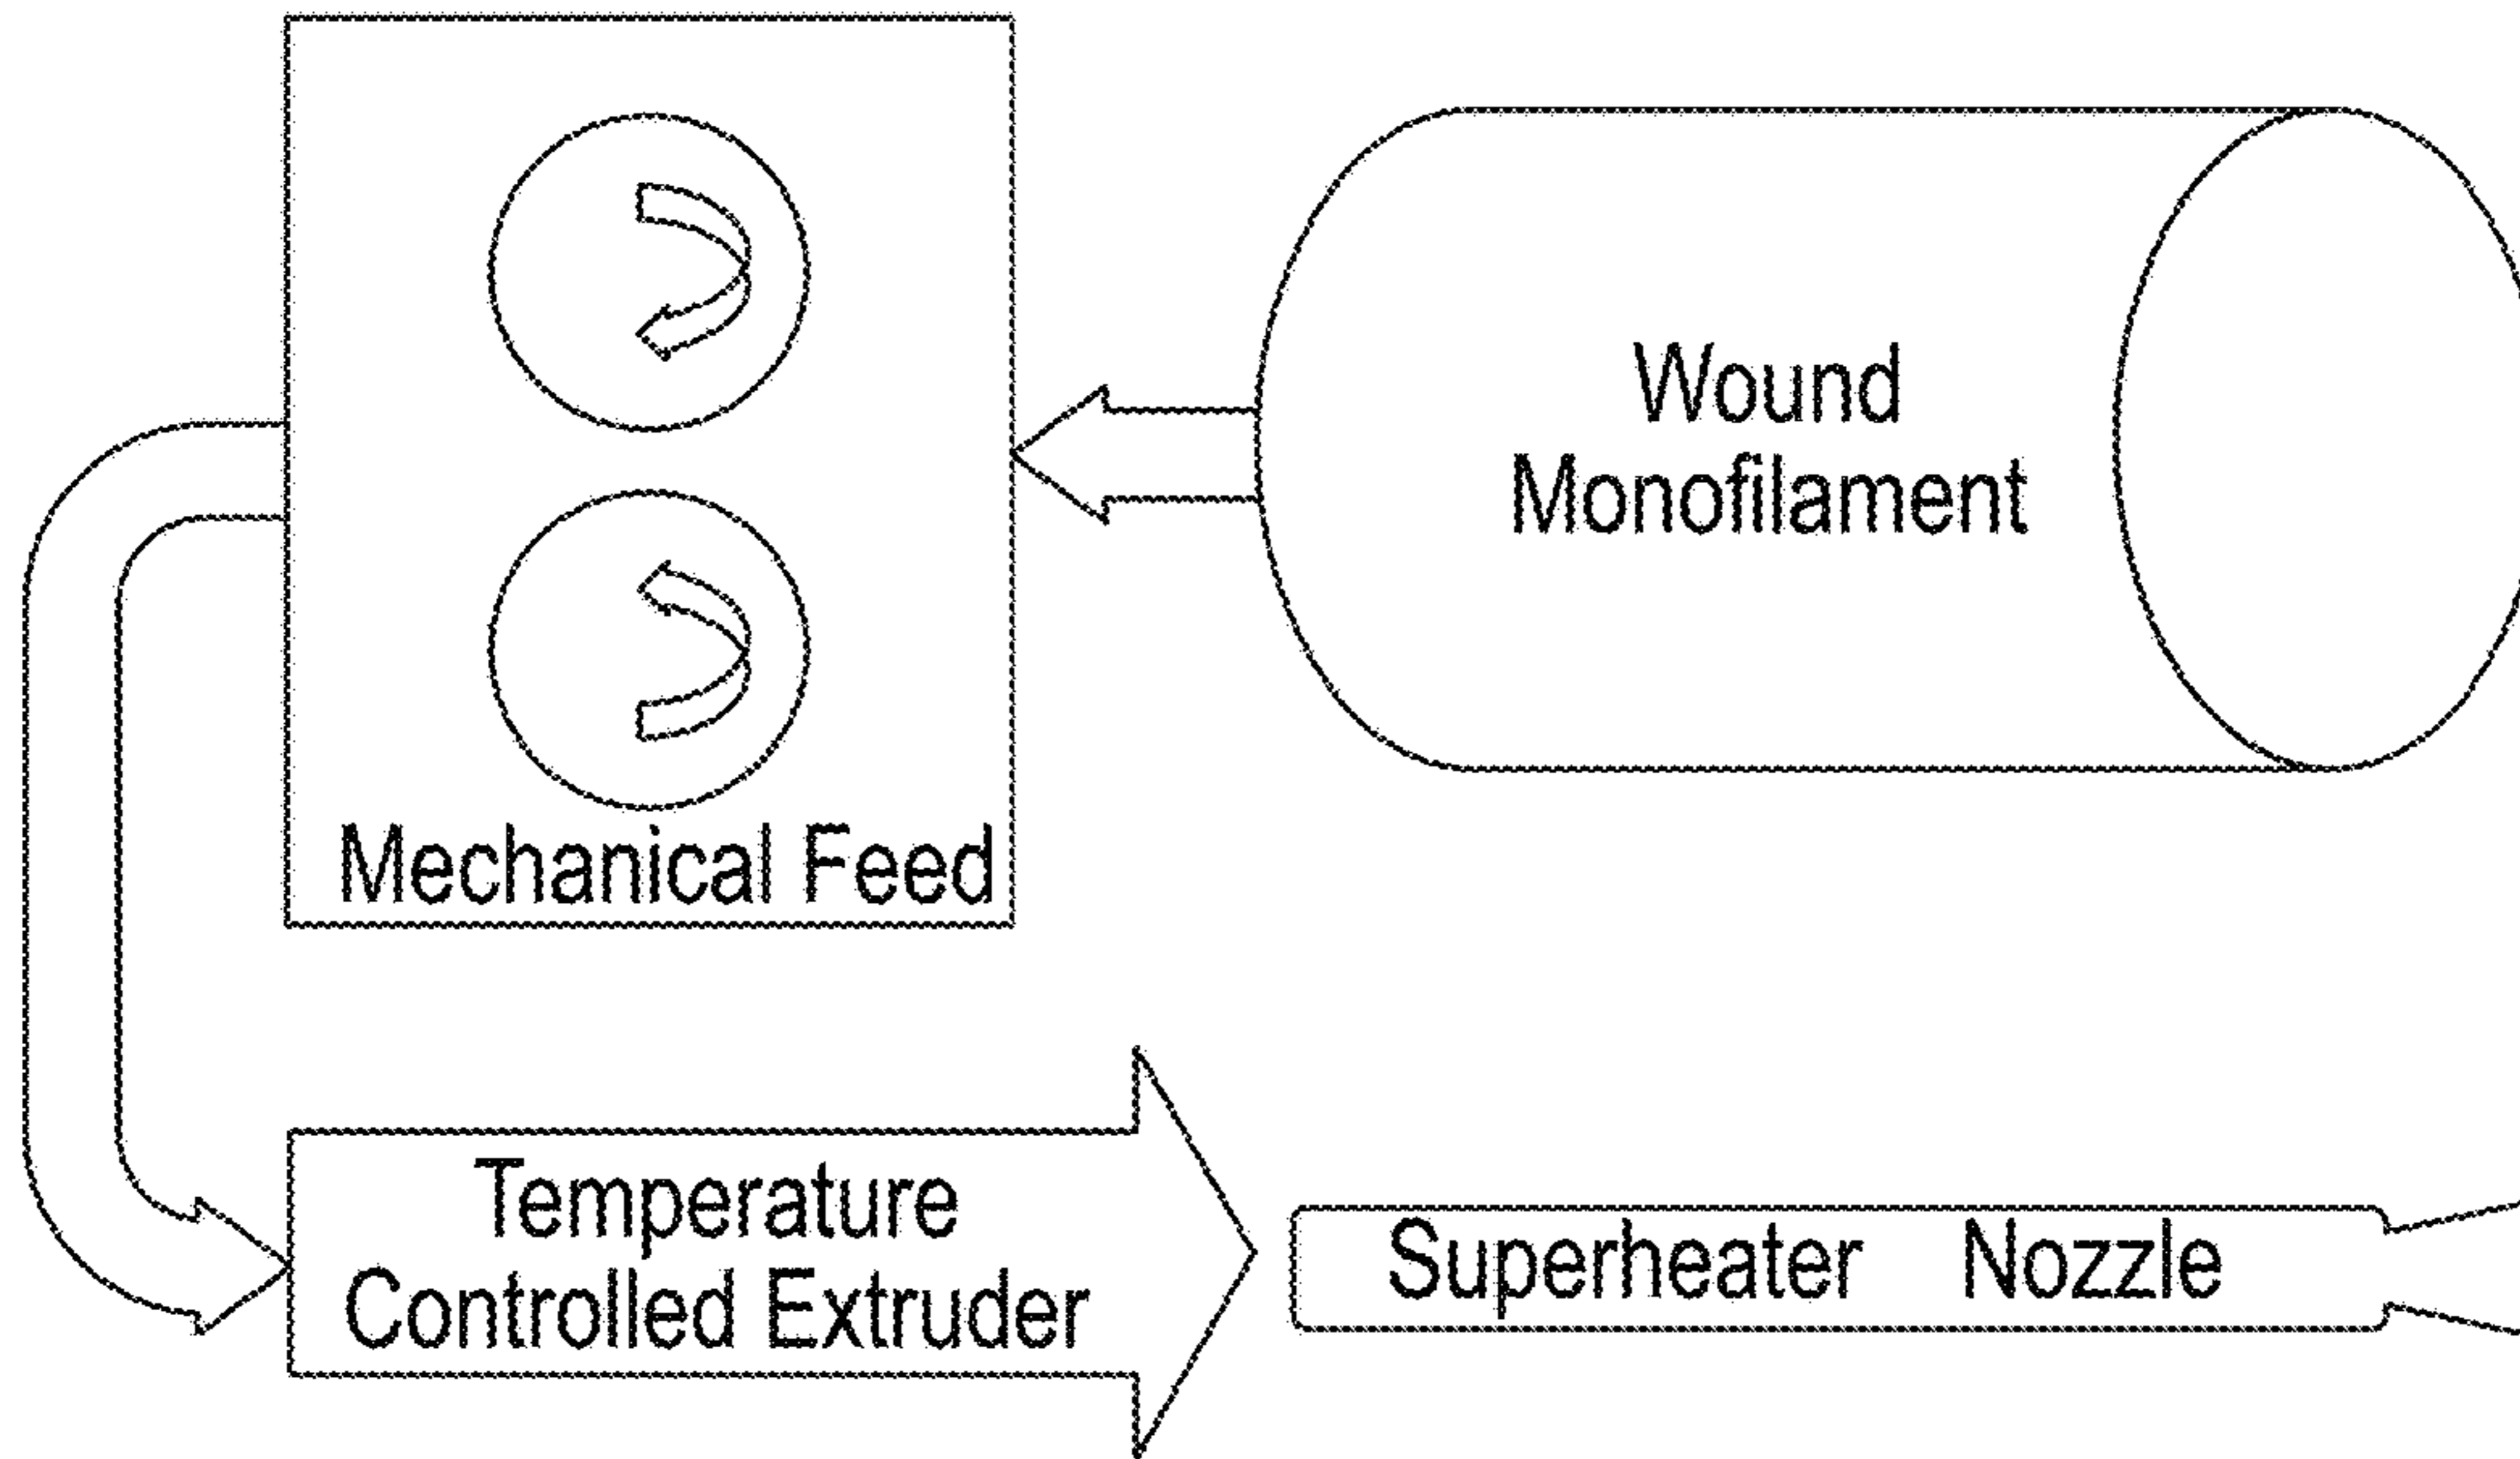 Wound
Monofilament
Mechanical Feed
Temperature
Controlled Extruder
Superheater Nozzle